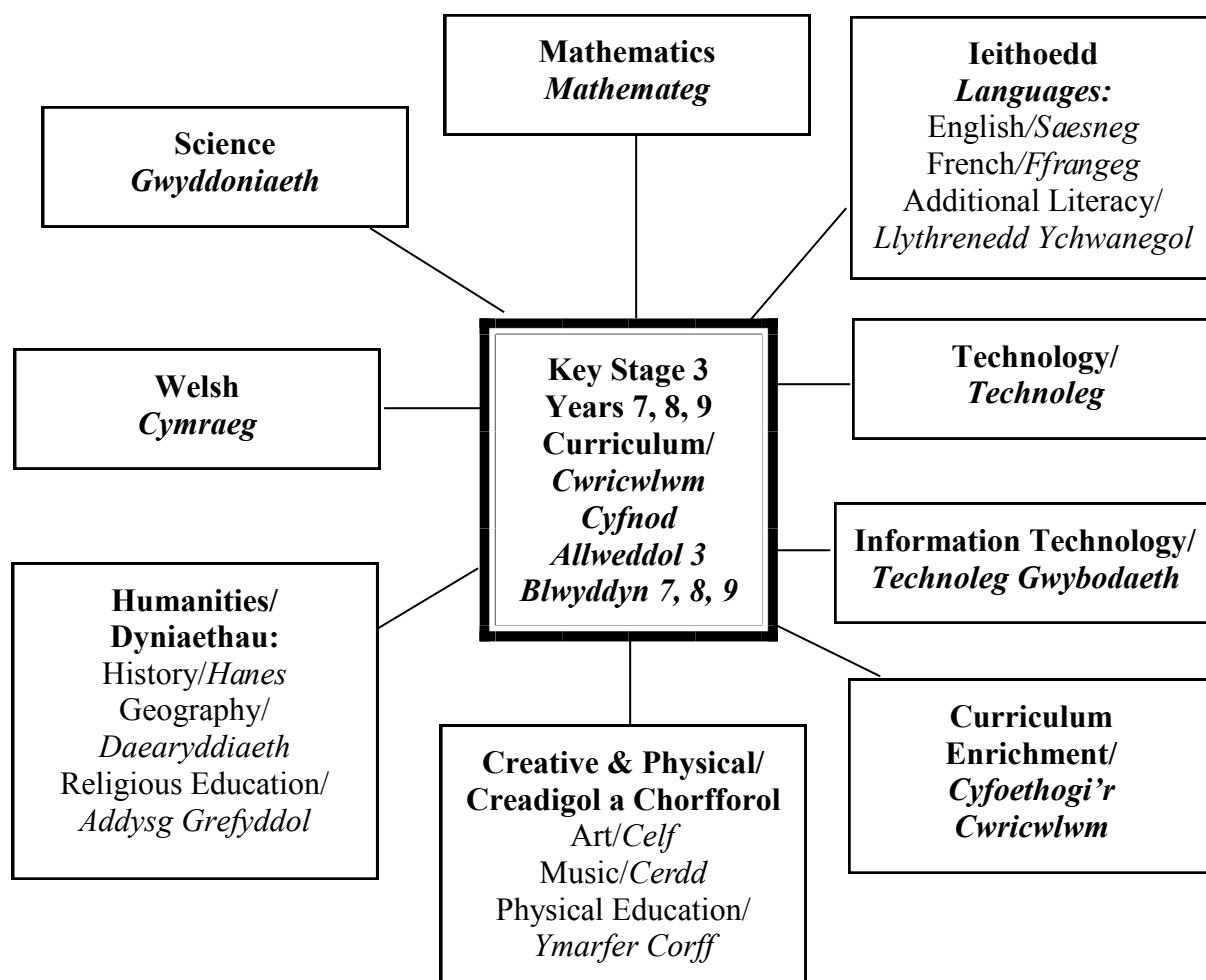 Mathematics
Mathemateg
Ieithoedd
Languages:
English/Saesneg
French/Ffrangeg
Additional Literacy/
Llythrenedd Ychwanegol
Science
Gwyddoniaeth
Key Stage 3
Years 7, 8, 9
Curriculum/
Cwricwlwm
Cyfnod
Allweddol 3
Blwyddyn 7, 8, 9
Technology/
Technoleg
Welsh
Cymraeg
Information Technology/
Technoleg Gwybodaeth
Humanities/
Dyniaethau:
History/Hanes
Geography/
Daearyddiaeth
Religious Education/
Addysg Grefyddol
Creative & Physical/
Creadigol a Chorfforol
Art/Celf
Music/Cerdd
Physical Education/
Ymarfer Corff
Curriculum
Enrichment/
Cyfoethogi’r
Cwricwlwm